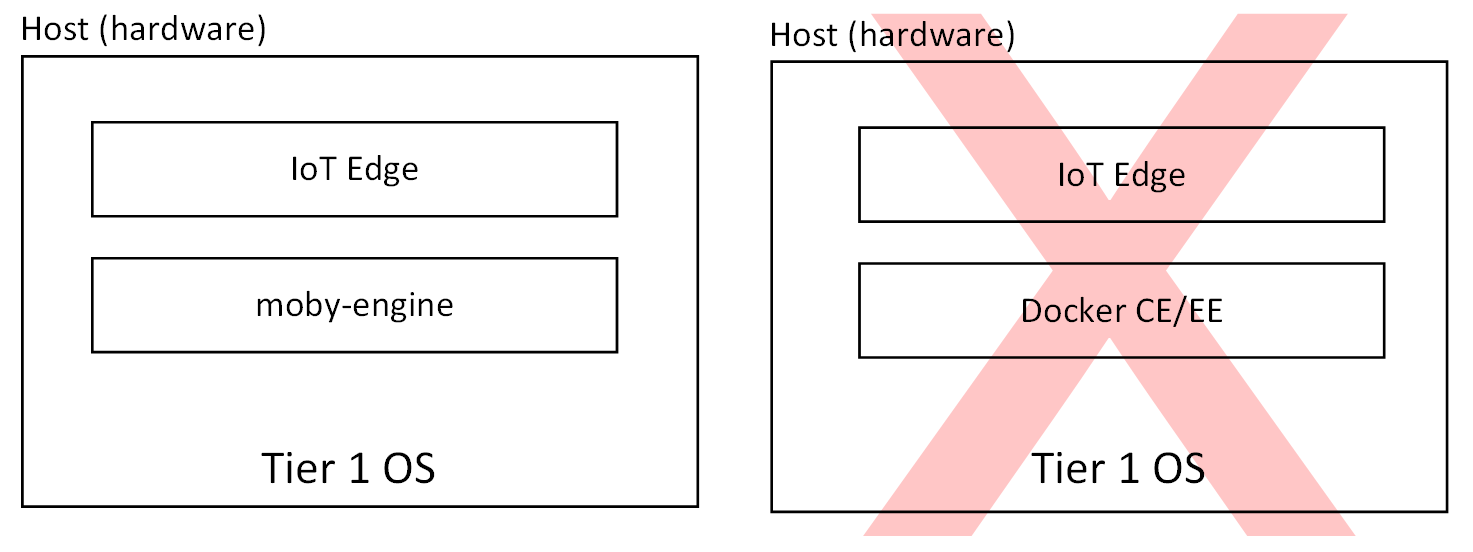 Host (hardware)
IoT Edge
moby-engine
Tier 1 OS
Host (hardware)
IoT Edge
Docker CE/EE
Tier 1 OS